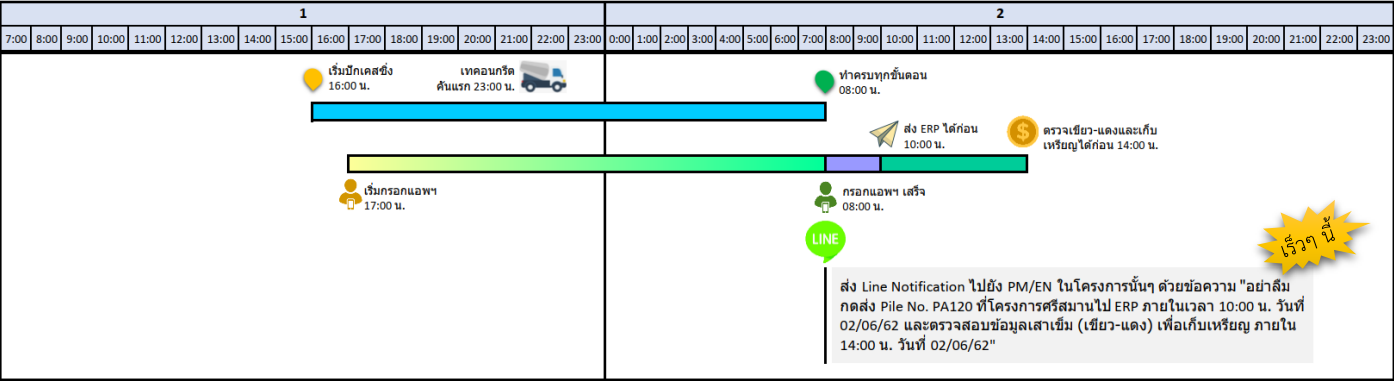 1 2
7:00 8:00 9:00 10:00 11:00 12:00 13:00 14:00 15:00 16:00 17:00 18:00 19:00 20:00 21:00 22:00 23:00 0:00 1:00 2:00 3:00 4:00 5:00 6:00 7:00 8:00 9:00 10:00 11:00 12:00 13:00 14:00 15:00 16:00 17:00 18:00 19:00 20:00 21:00 22:00 23:00
เริ่มปักเคสซิ่ง
16:00 น.
เทคอนกรีต
คันแรก 23:00 น.
ทำครบทุกขั้นตอน
08:00 น.
ส่ง ERP ได้ก่อน
10:00 น.
ตรวจเขียว-แดงและเก็บ
เหรียญได้ก่อน 14:00 น.
เริ่มกรอกแอพฯ
17:00 น.
กรอกแอพฯ เสร็จ
08:00 น.
LINE
เร็วๆ นี้
ส่ง Line Notification ไปยัง PM/EN ในโครงการนั้นๆ ด้วยข้อความ "อย่าลืม
กดส่ง Pile No. PA120 ที่โครงการศรีสมานไป ERP ภายในเวลา 10:00 น. วันที่
02/06/62 และตรวจสอบข้อมูลเสาเข็ม (เขียว-แดง) เพื่อเก็บเหรียญ ภายใน
14:00 น. วันที่ 02/06/62"